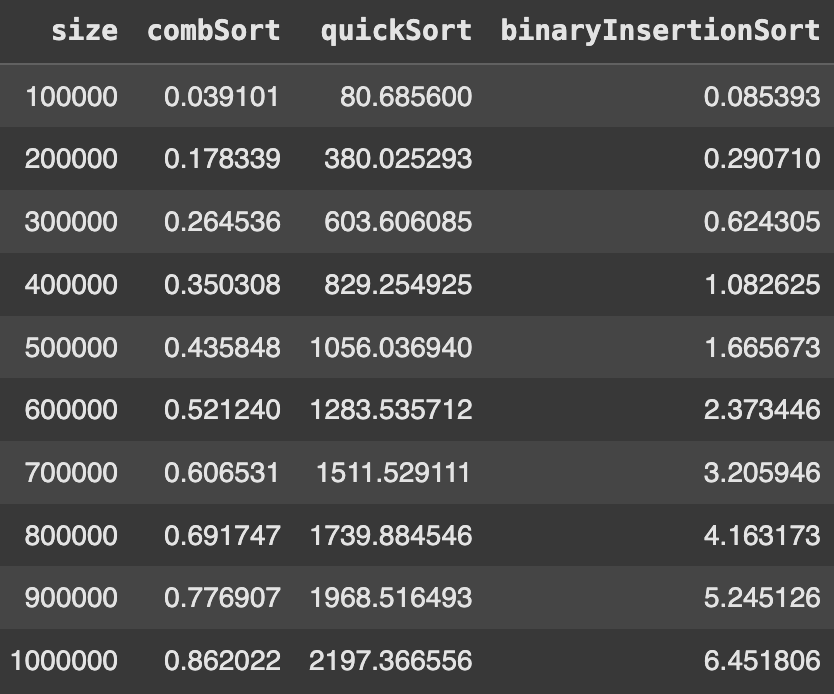 size combSort quickSort binaryInsertionSort
100000 0.039101 80.685600 0.085393
200000 0.178339 380.025293 0.290710
300000 0.264536 603.606085 0.624305
400000 0.350308 829.254925 1.082625
500000 0.435848 1056.036940 1.665673
600000 0.521240 1283.535712 2.373446
700000 0.606531 1511.529111 3.205946
800000 0.691747 1739.884546 4.163173
900000 0.776907 1968.516493 5.245126
1000000 0.862022 2197.366556 6.451806